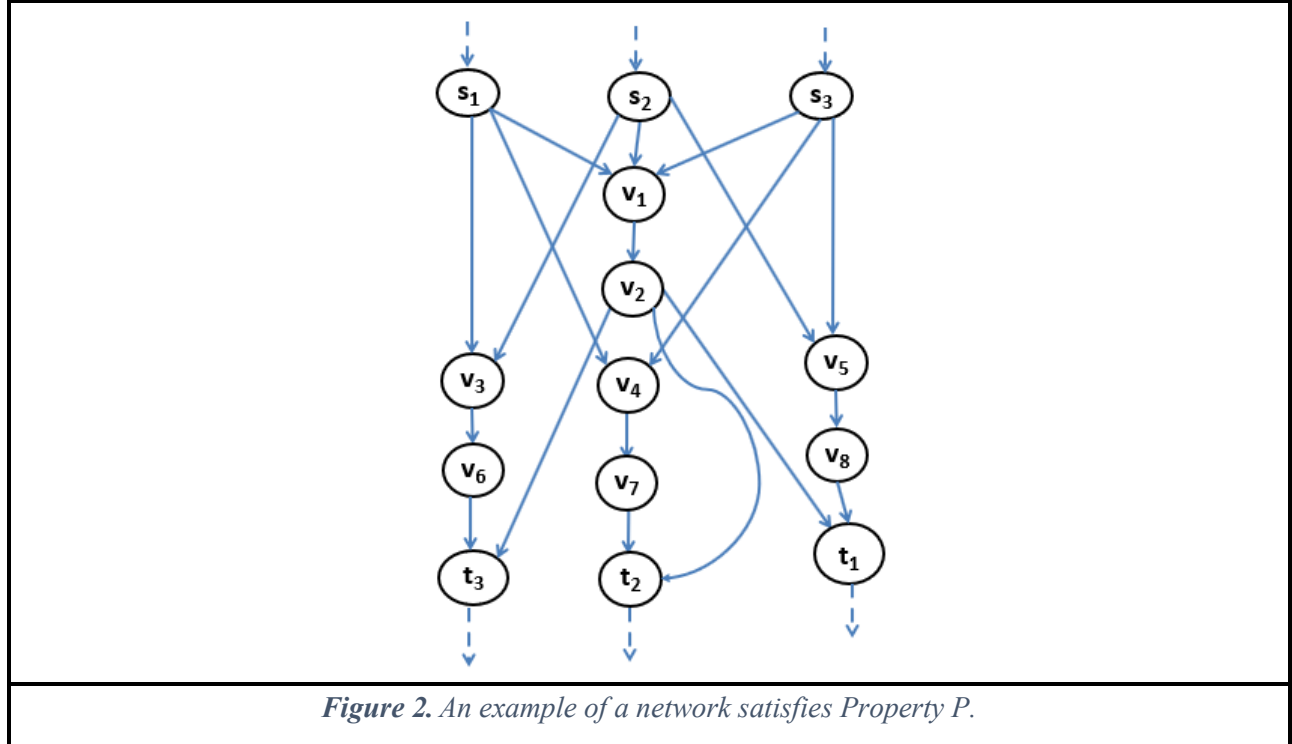 s₁ s₂ s₃
v₁
v₂
v₃ v₄ v₅
v₆ v₇ v₈
t₃ t₂ t₁
Figure 2. An example of a network satisfies Property P.